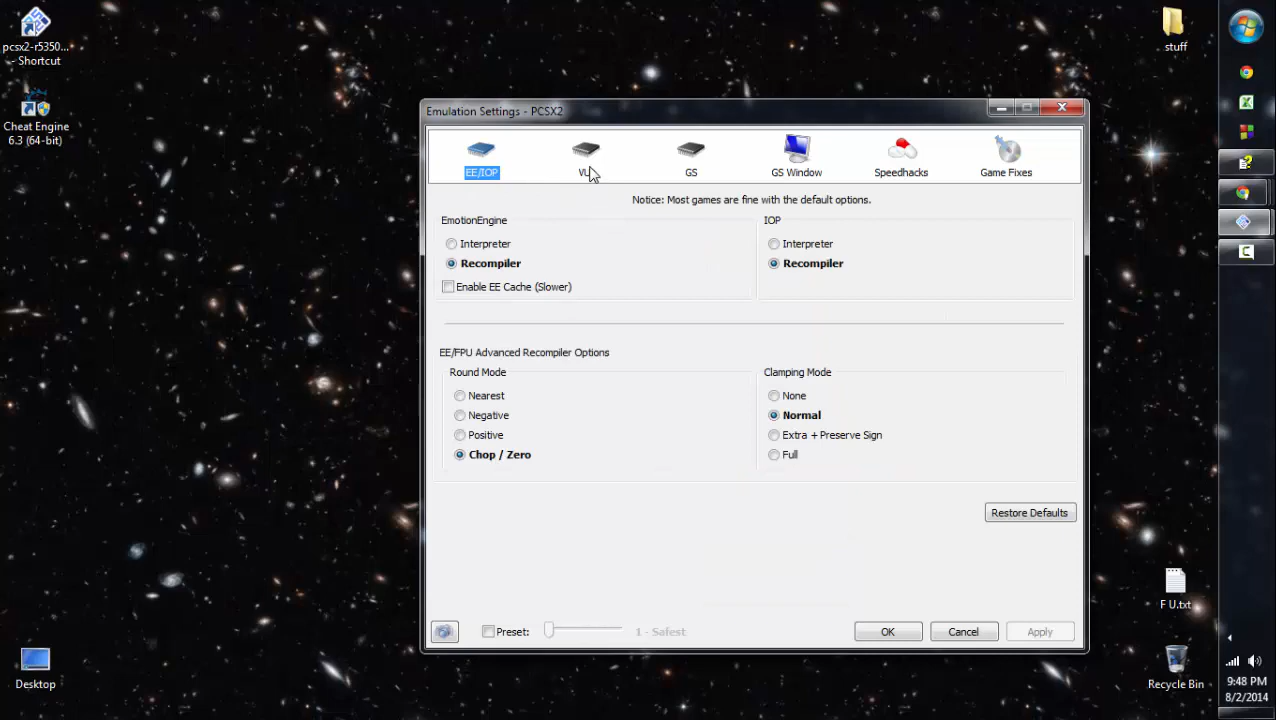 pcsx2-r5350...
- Shortcut
Cheat Engine
6.3 (64-bit)
Desktop
stuff
Emulation Settings - PCSX2
EE/IOP
GS
GS Window
Speedhacks
Game Fixes
Notice: Most games are fine with the default options.
EmotionEngine
Interpreter
Recompiler
Enable EE Cache (Slower)
IOP
Interpreter
Recompiler
EE/FPU Advanced Recompiler Options
Round Mode
Nearest
Negative
Positive
Chop / Zero
Clamping Mode
None
Normal
Extra + Preserve Sign
Full
Restore Defaults
Preset:
1 - Safest
OK
Cancel
Apply
F U.txt
Recycle Bin
9:48 PM
8/2/2014